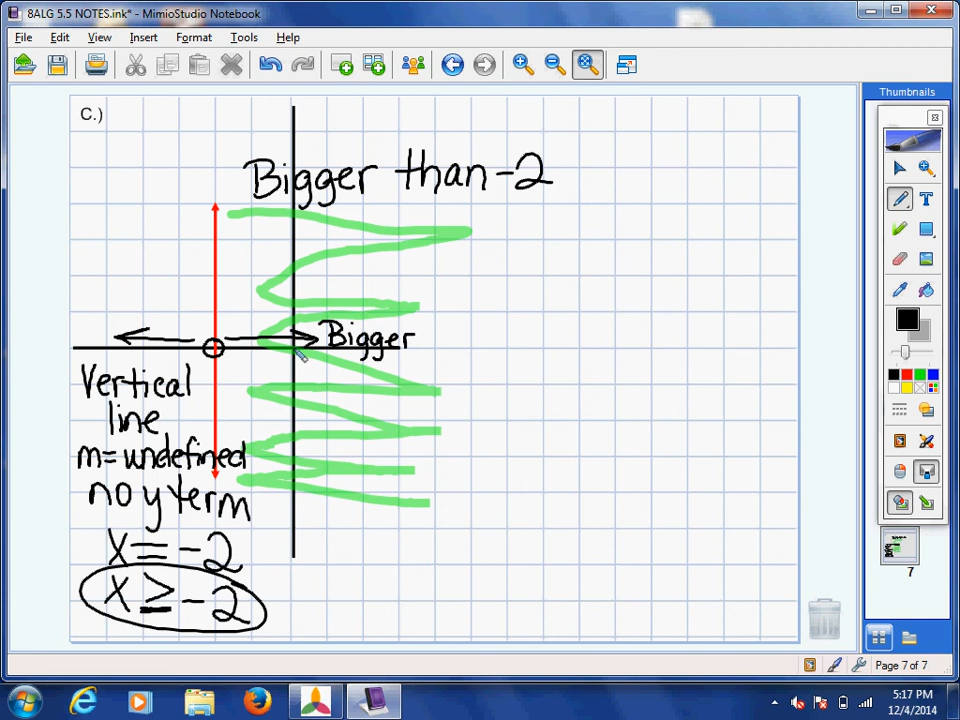 8ALG 5.5 NOTES.ink* - MimioStudio Notebook
File Edit View Insert Format Tools Help
Thumbnails
C.)
Bigger than -2
Bigger
Vertical
line
m = undefined
no y term
x = -2
x ≥ -2
T
7
Page 7 of 7
5:17 PM
12/4/2014